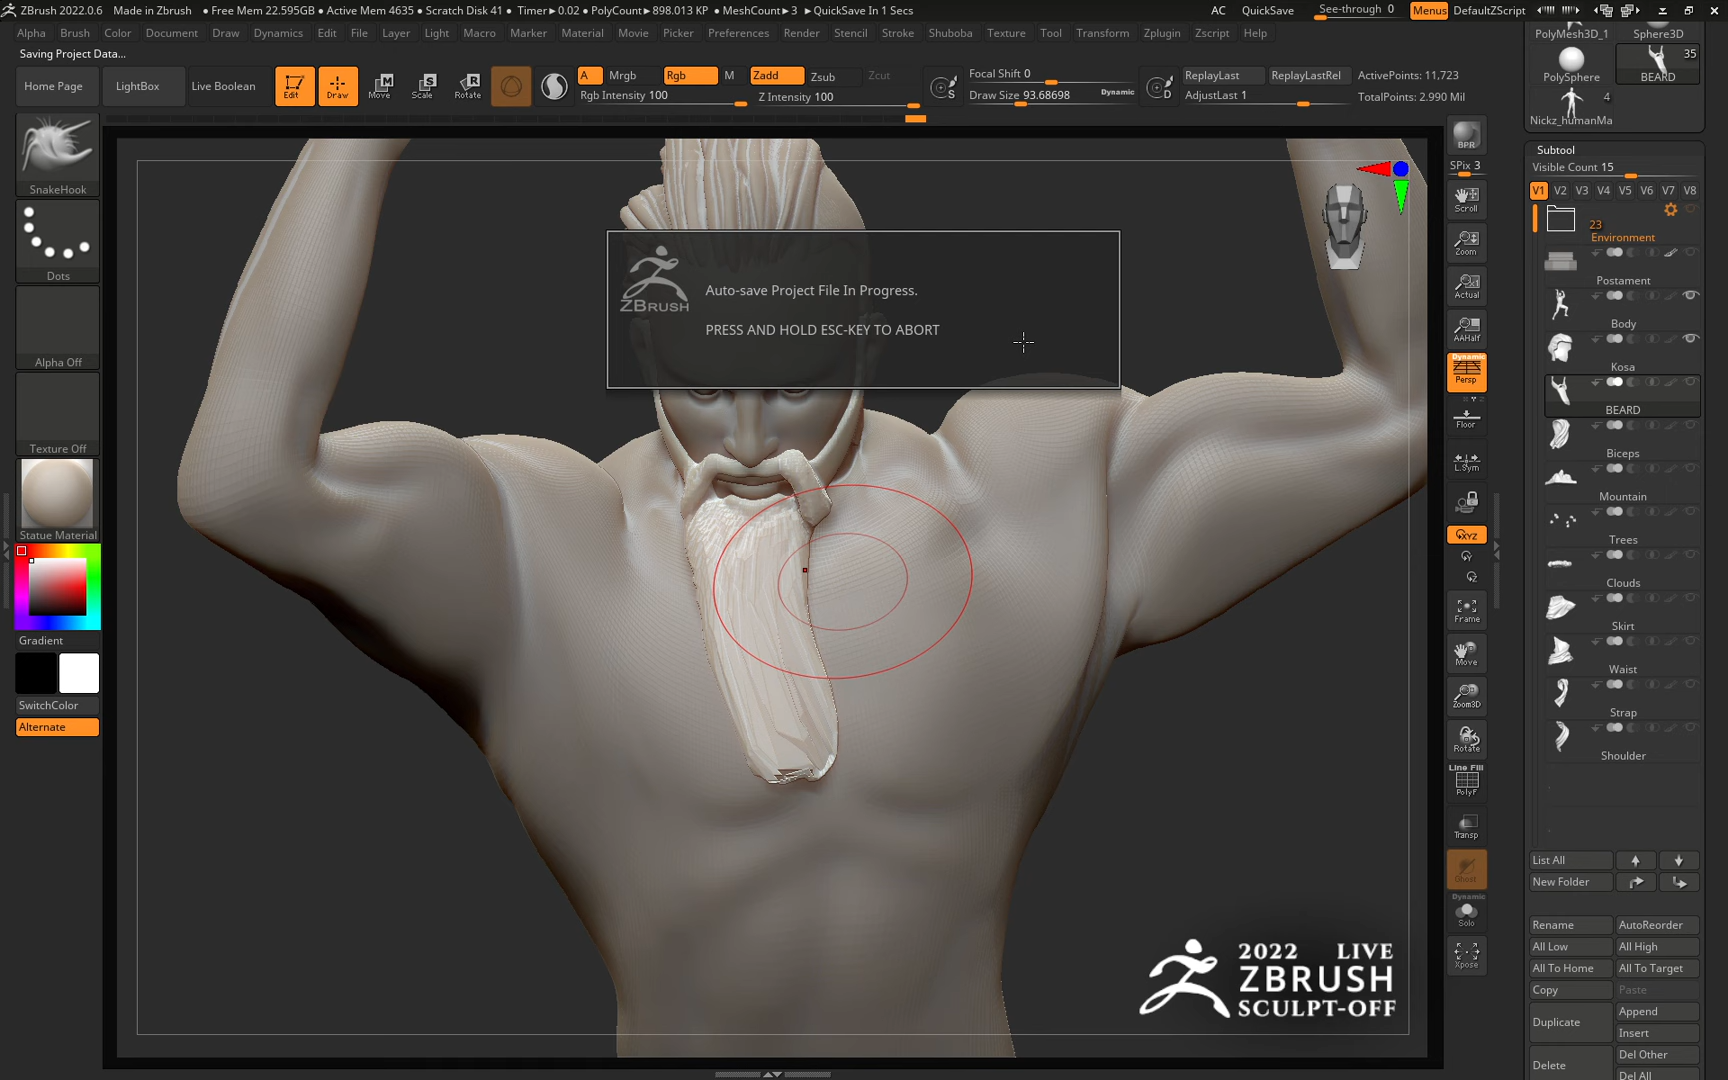 ZBrush 2022.0.6 Made in Zbrush • Free Mem 22.595GB • Active Mem 4635 • Scratch Disk 41 • Timer►0.02 • PolyCount►898.013 KP • MeshCount►3 ►QuickSave In 1 Secs AC QuickSave See-through 0 Menus DefaultZScript
Alpha Brush Color Document Draw Dynamics Edit File Layer Light Macro Marker Material Movie Picker Preferences Render Stencil Stroke Shuboba Texture Tool Transform Zplugin Zscript Help
Saving Project Data...
Home Page
LightBox
Live Boolean
Edit
Draw
Move
Scale
Rotate
A Mrgb Rgb M Zadd Zsub Zcut
Rgb Intensity 100 Z Intensity 100
S
Focal Shift 0
Draw Size 93.68698 Dynamic
D
ReplayLast ReplayLastRel
AdjustLast 1
ActivePoints: 11,723
TotalPoints: 2.990 Mil
SnakeHook
Dots
Alpha Off
Texture Off
Statue Material
Gradient
SwitchColor
Alternate
ZBRUSH
Auto-save Project File In Progress.
PRESS AND HOLD ESC-KEY TO ABORT
2022 LIVE
ZBRUSH
SCULPT-OFF
BPR
SPix 3
Scroll
Zoom
Actual
AAHalf
Dynamic
Persp
Floor
L.Sym
XYZ
Y
Z
Frame
Move
Zoom3D
Rotate
Line Fill
PolyF
Transp
Ghost
Dynamic
Solo
Xpose
PolyMesh3D_1 Sphere3D
PolySphere
35
BEARD
4
Nickz_humanMa
Subtool
Visible Count 15
V1 V2 V3 V4 V5 V6 V7 V8
23
Environment
Postament
Body
Kosa
BEARD
Biceps
Mountain
Trees
Clouds
Skirt
Waist
Strap
Shoulder
List All
New Folder
Rename AutoReorder
All Low All High
All To Home All To Target
Copy Paste
Duplicate
Append
Insert
Delete
Del Other
Del All